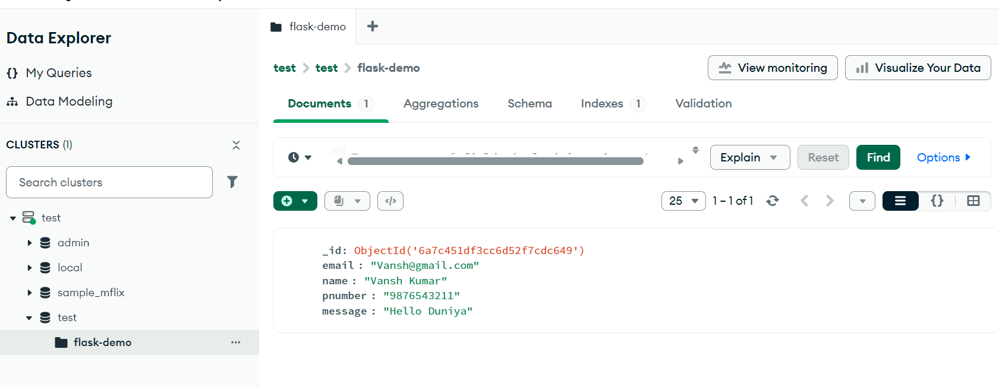 Data Explorer
My Queries
Data Modeling
CLUSTERS (1)
Search clusters
test
admin
local
sample_mflix
test
flask-demo
flask-demo
test > test > flask-demo
View monitoring
Visualize Your Data
Documents 1
Aggregations
Schema
Indexes 1
Validation
Explain
Reset
Find
Options
25
1 – 1 of 1
_id: ObjectId('6a7c451df3cc6d52f7cdc649')
email : "Vansh@gmail.com"
name : "Vansh Kumar"
pnumber : "9876543211"
message : "Hello Duniya"